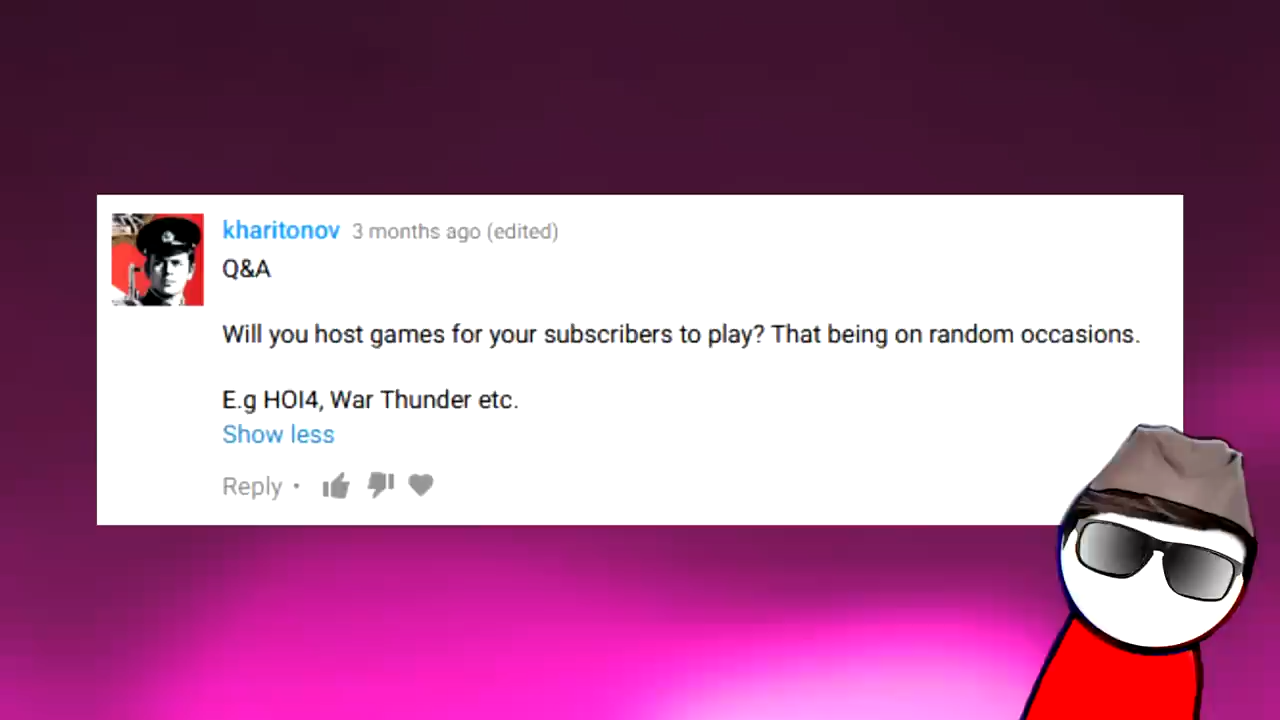 kharitonov 3 months ago (edited)
Q&A
Will you host games for your subscribers to play? That being on random occasions.
E.g HOI4, War Thunder etc.
Show less
Reply •